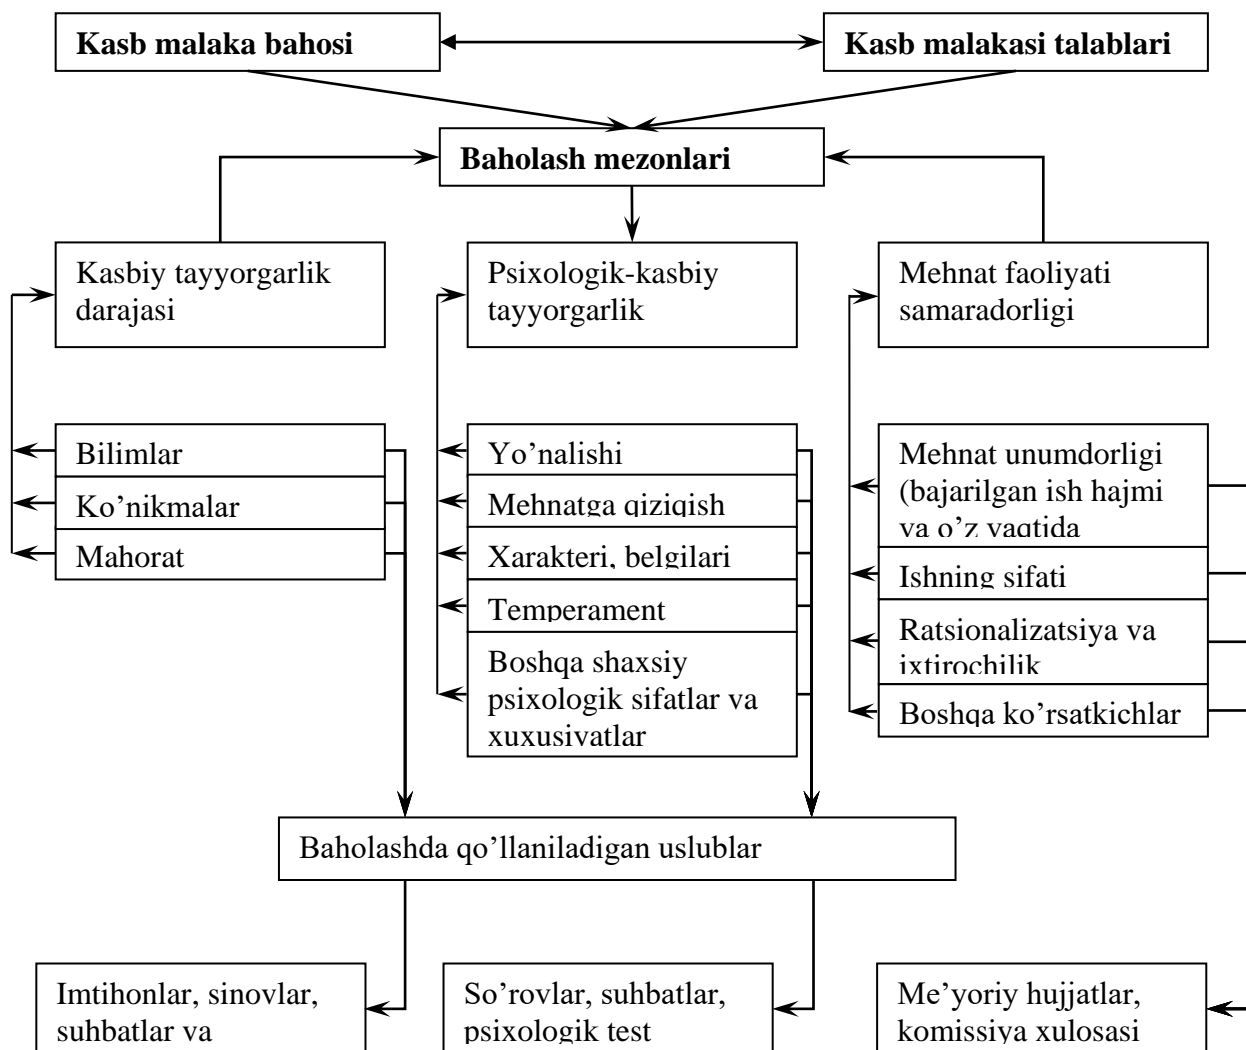 Kasb malaka bahosi
Kasb malakasi talablari
Baholash mezonlari
Kasbiy tayyorgarlik
darajasi
Psixologik-kasbiy
tayyorgarlik
Mehnat faoliyati
samaradorligi
Bilimlar
Ko’nikmalar
Mahorat
Yo’nalishi
Mehnatga qiziqish
Xarakteri, belgilari
Temperament
Boshqa shaxsiy
psixologik sifatlar va
xuxusiyatlar
Mehnat unumdorligi
(bajarilgan ish hajmi
va o’z vaqtida
Ishning sifati
Ratsionalizatsiya va
ixtirochilik
Boshqa ko’rsatkichlar
Baholashda qo’llaniladigan uslublar
Imtihonlar, sinovlar,
suhbatlar va
So’rovlar, suhbatlar,
psixologik test
Me’yoriy hujjatlar,
komissiya xulosasi